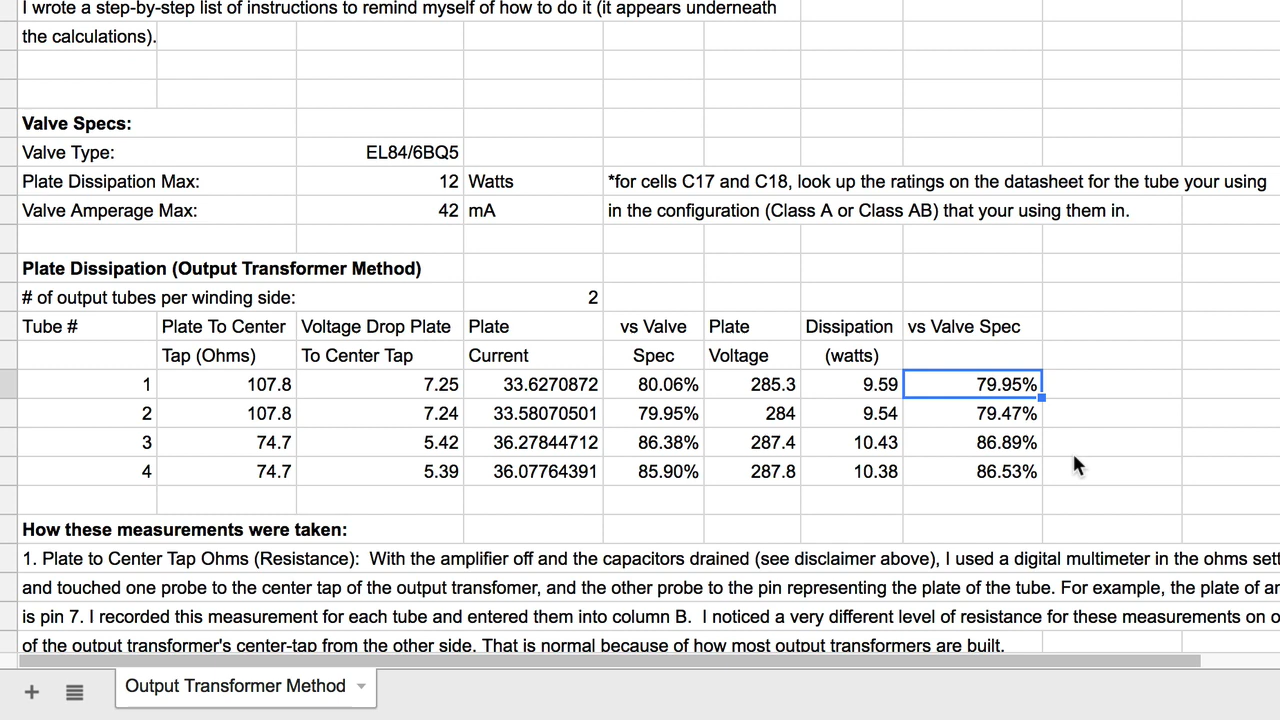 I wrote a step-by-step list of instructions to remind myself of how to do it (it appears underneath
the calculations).
Valve Specs:
Valve Type: EL84/6BQ5
Plate Dissipation Max: 12 Watts *for cells C17 and C18, look up the ratings on the datasheet for the tube your using
Valve Amperage Max: 42 mA in the configuration (Class A or Class AB) that your using them in.
Plate Dissipation (Output Transformer Method)
# of output tubes per winding side: 2
Tube # Plate To Center Voltage Drop Plate Plate vs Valve Plate Dissipation vs Valve Spec
Tap (Ohms) To Center Tap Current Spec Voltage (watts)
1 107.8 7.25 33.6270872 80.06% 285.3 9.59 79.95%
2 107.8 7.24 33.58070501 79.95% 284 9.54 79.47%
3 74.7 5.42 36.27844712 86.38% 287.4 10.43 86.89%
4 74.7 5.39 36.07764391 85.90% 287.8 10.38 86.53%
How these measurements were taken:
1. Plate to Center Tap Ohms (Resistance): With the amplifier off and the capacitors drained (see disclaimer above), I used a digital multimeter in the ohms sett
and touched one probe to the center tap of the output transfomer, and the other probe to the pin representing the plate of the tube. For example, the plate of an
is pin 7. I recorded this measurement for each tube and entered them into column B. I noticed a very different level of resistance for these measurements on o
of the output transformer's center-tap from the other side. That is normal because of how most output transformers are built.
+ Output Transformer Method